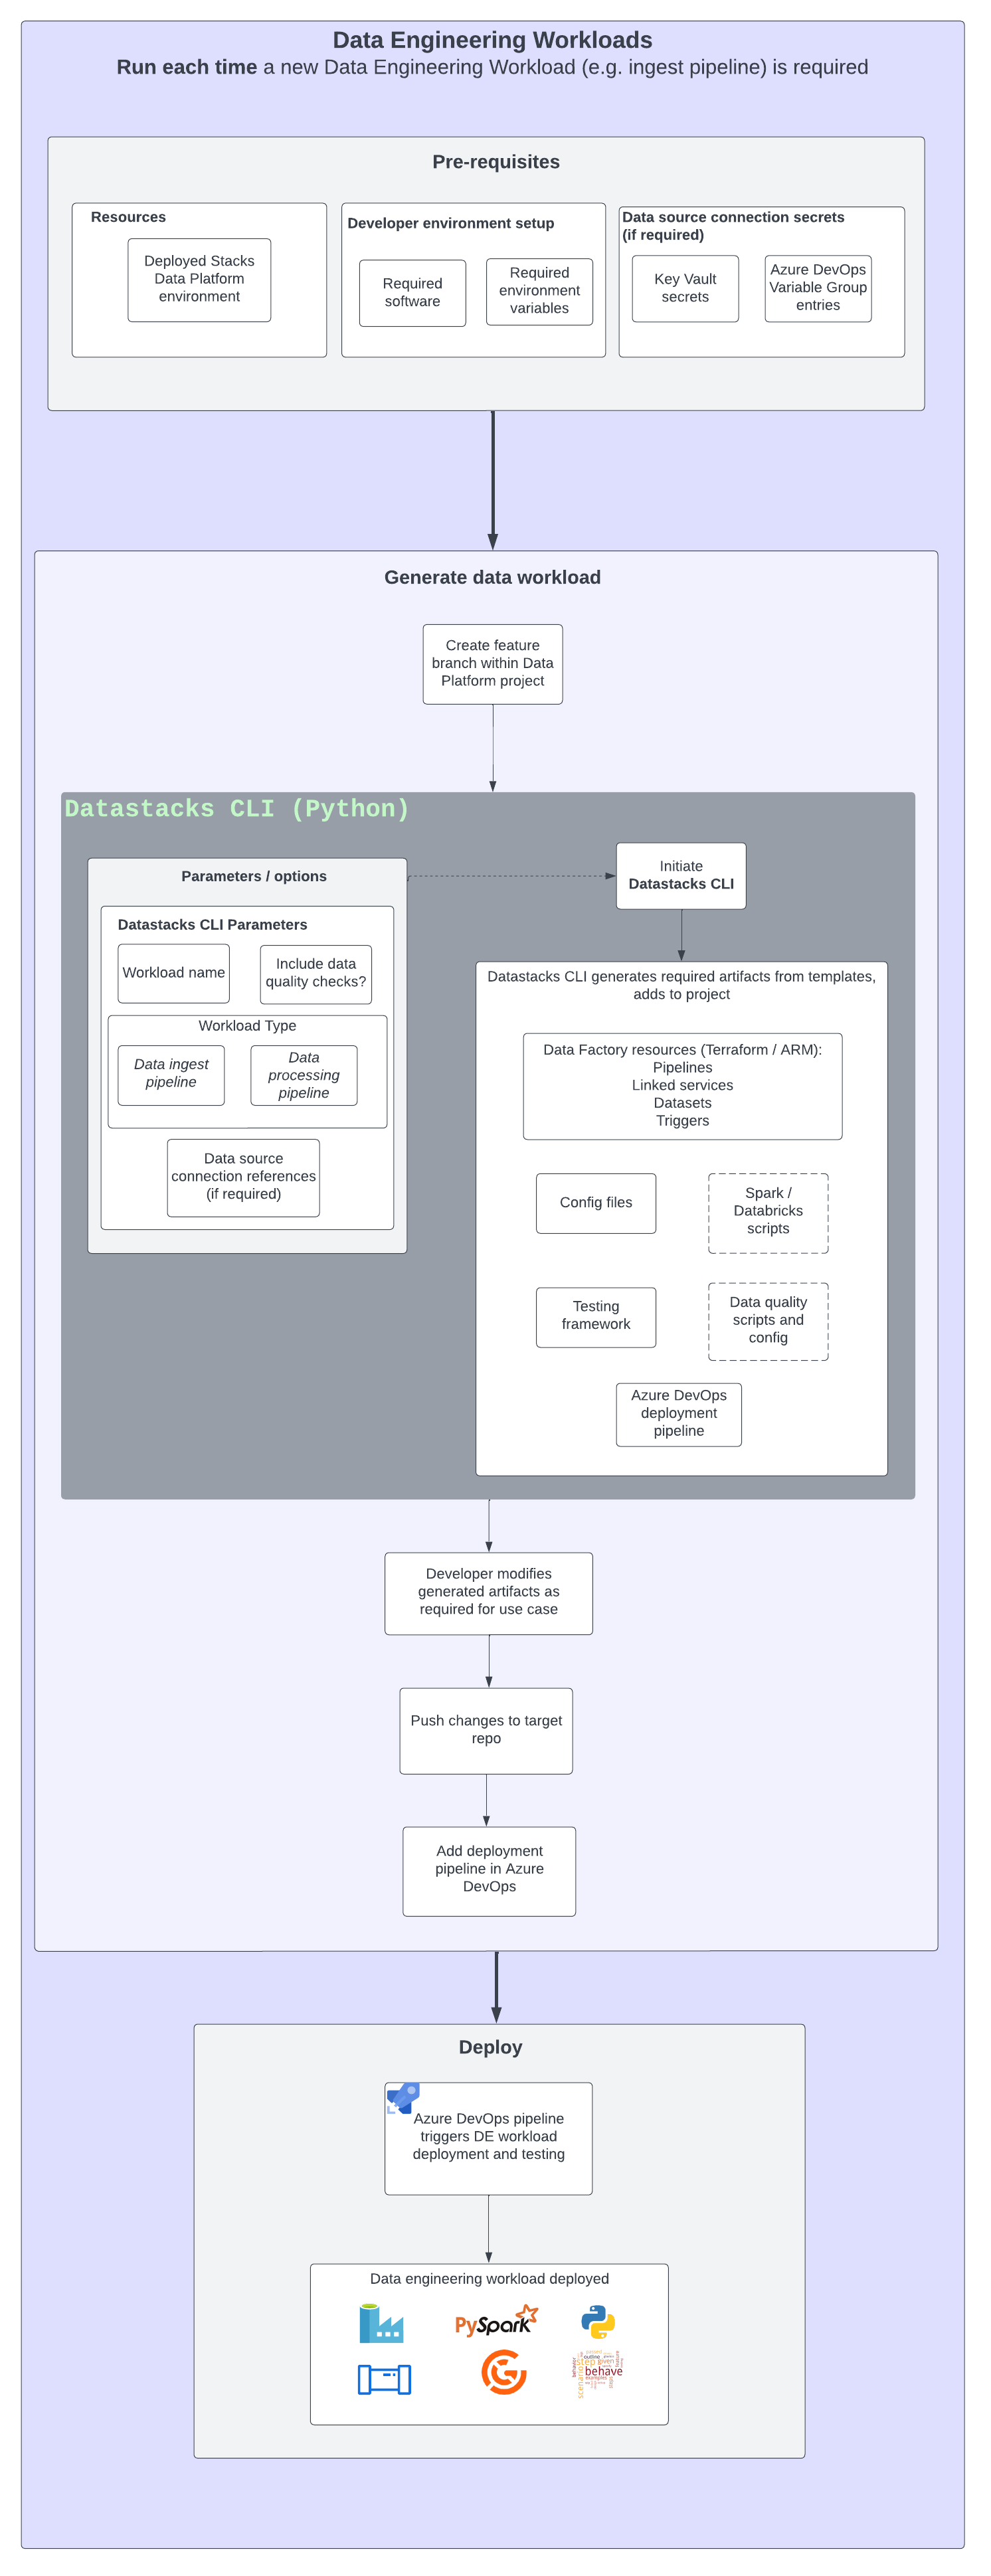 Data Engineering Workloads
Run each time a new Data Engineering Workload (e.g. ingest pipeline) is required
Pre-requisites
Resources
Deployed Stacks
Data Platform
environment
Developer environment setup
Required
software
Required
environment
variables
Data source connection secrets
(if required)
Key Vault
secrets
Azure DevOps
Variable Group
entries
Generate data workload
Create feature
branch within Data
Platform project
Datastacks CLI (Python)
Parameters / options
Datastacks CLI Parameters
Workload name
Include data
quality checks?
Workload Type
Data ingest
pipeline
Data
processing
pipeline
Data source
connection references
(if required)
Initiate
Datastacks CLI
Datastacks CLI generates required artifacts from templates,
adds to project
Data Factory resources (Terraform / ARM):
Pipelines
Linked services
Datasets
Triggers
Config files
Spark /
Databricks
scripts
Testing
framework
Data quality
scripts and
config
Azure DevOps
deployment
pipeline
Developer modifies
generated artifacts as
required for use case
Push changes to target
repo
Add deployment
pipeline in Azure
DevOps
Deploy
Azure DevOps pipeline
triggers DE workload
deployment and testing
Data engineering workload deployed
PySpark
outline
step given
behave
examples
scenario